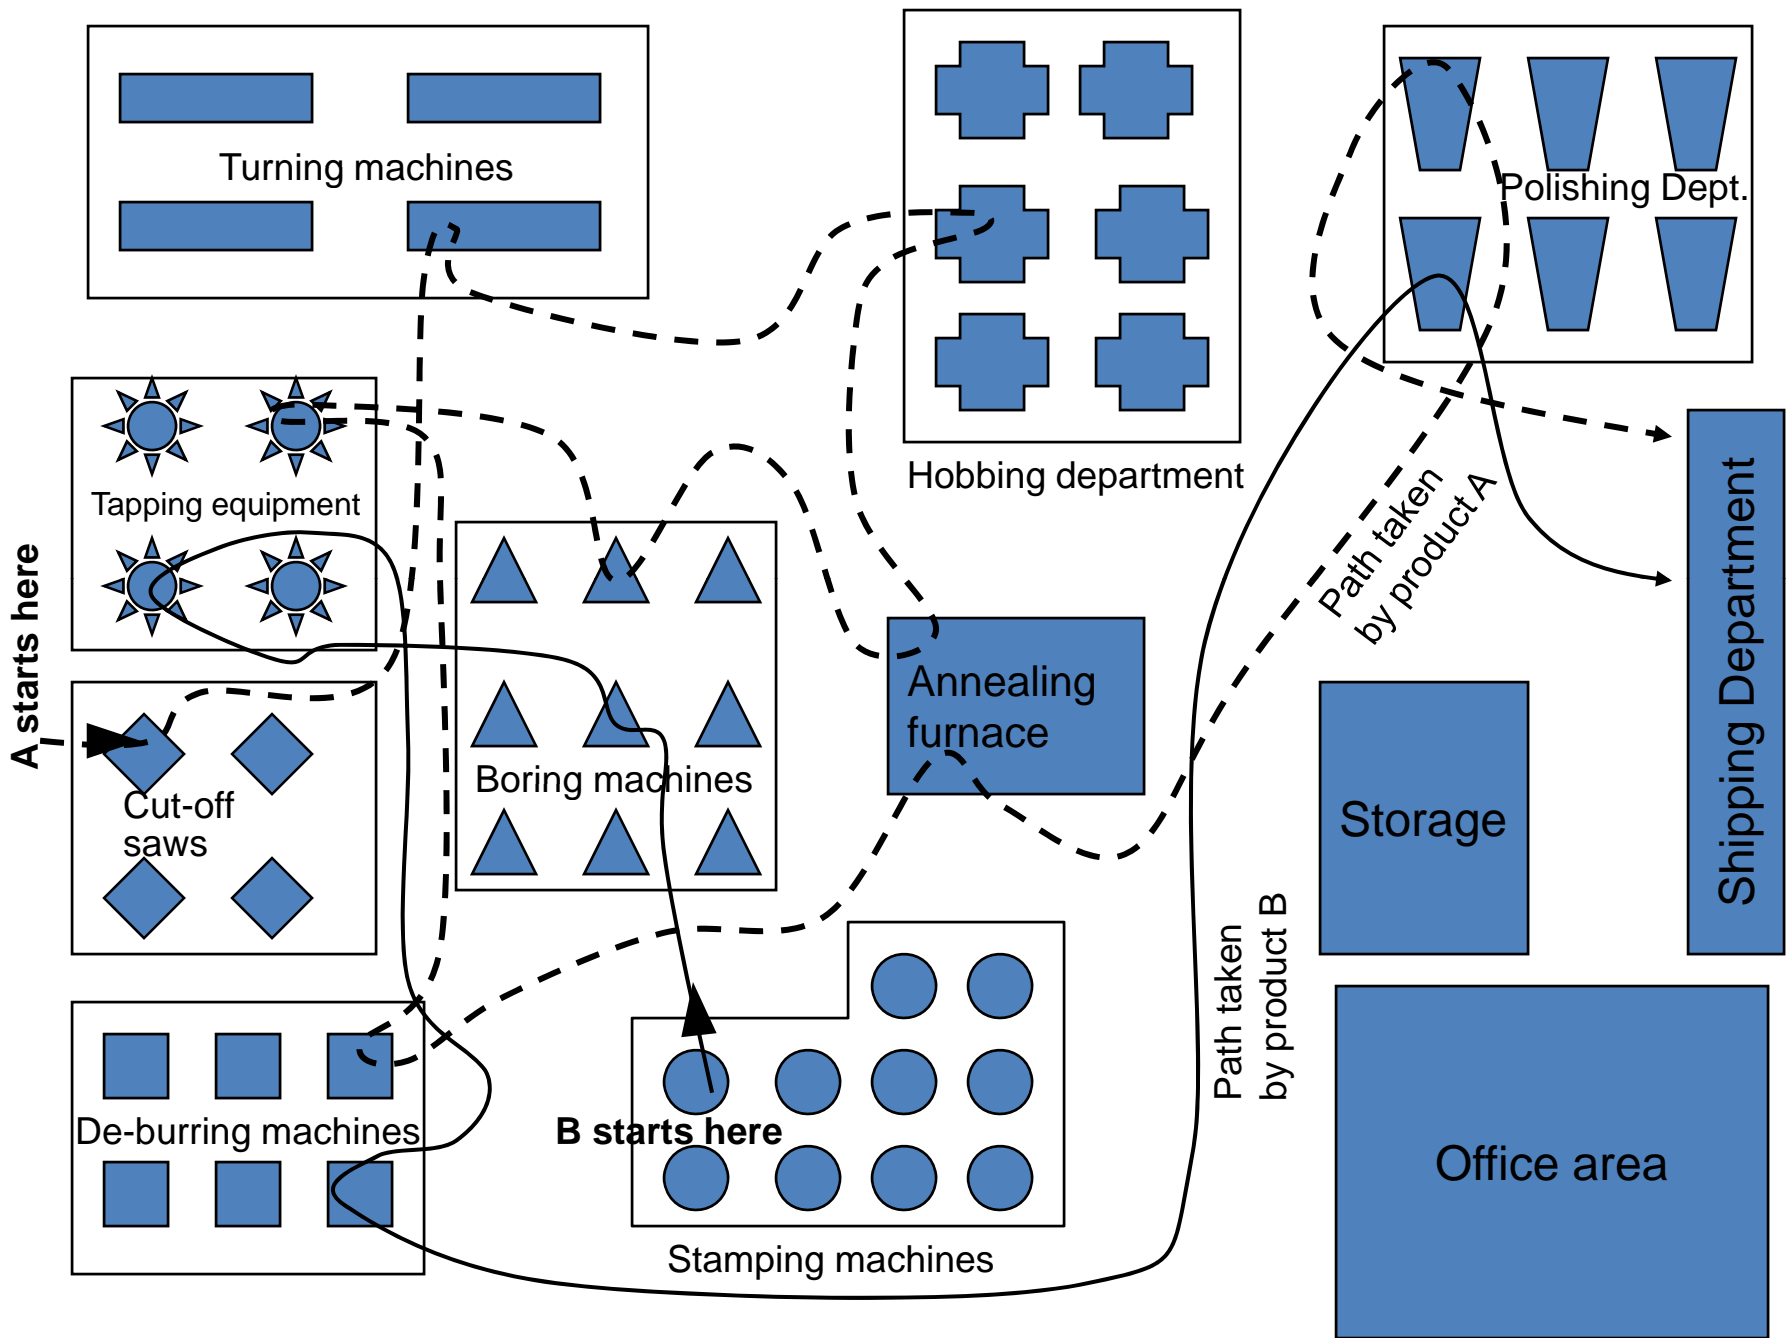 Turning machines
Polishing Dept.
Hobbing department
Tapping equipment
Path taken
by product A
A starts here
Annealing
furnace
Boring machines
Cut-off
saws
Storage
Shipping Department
Path taken
by product B
De-burring machines
B starts here
Office area
Stamping machines